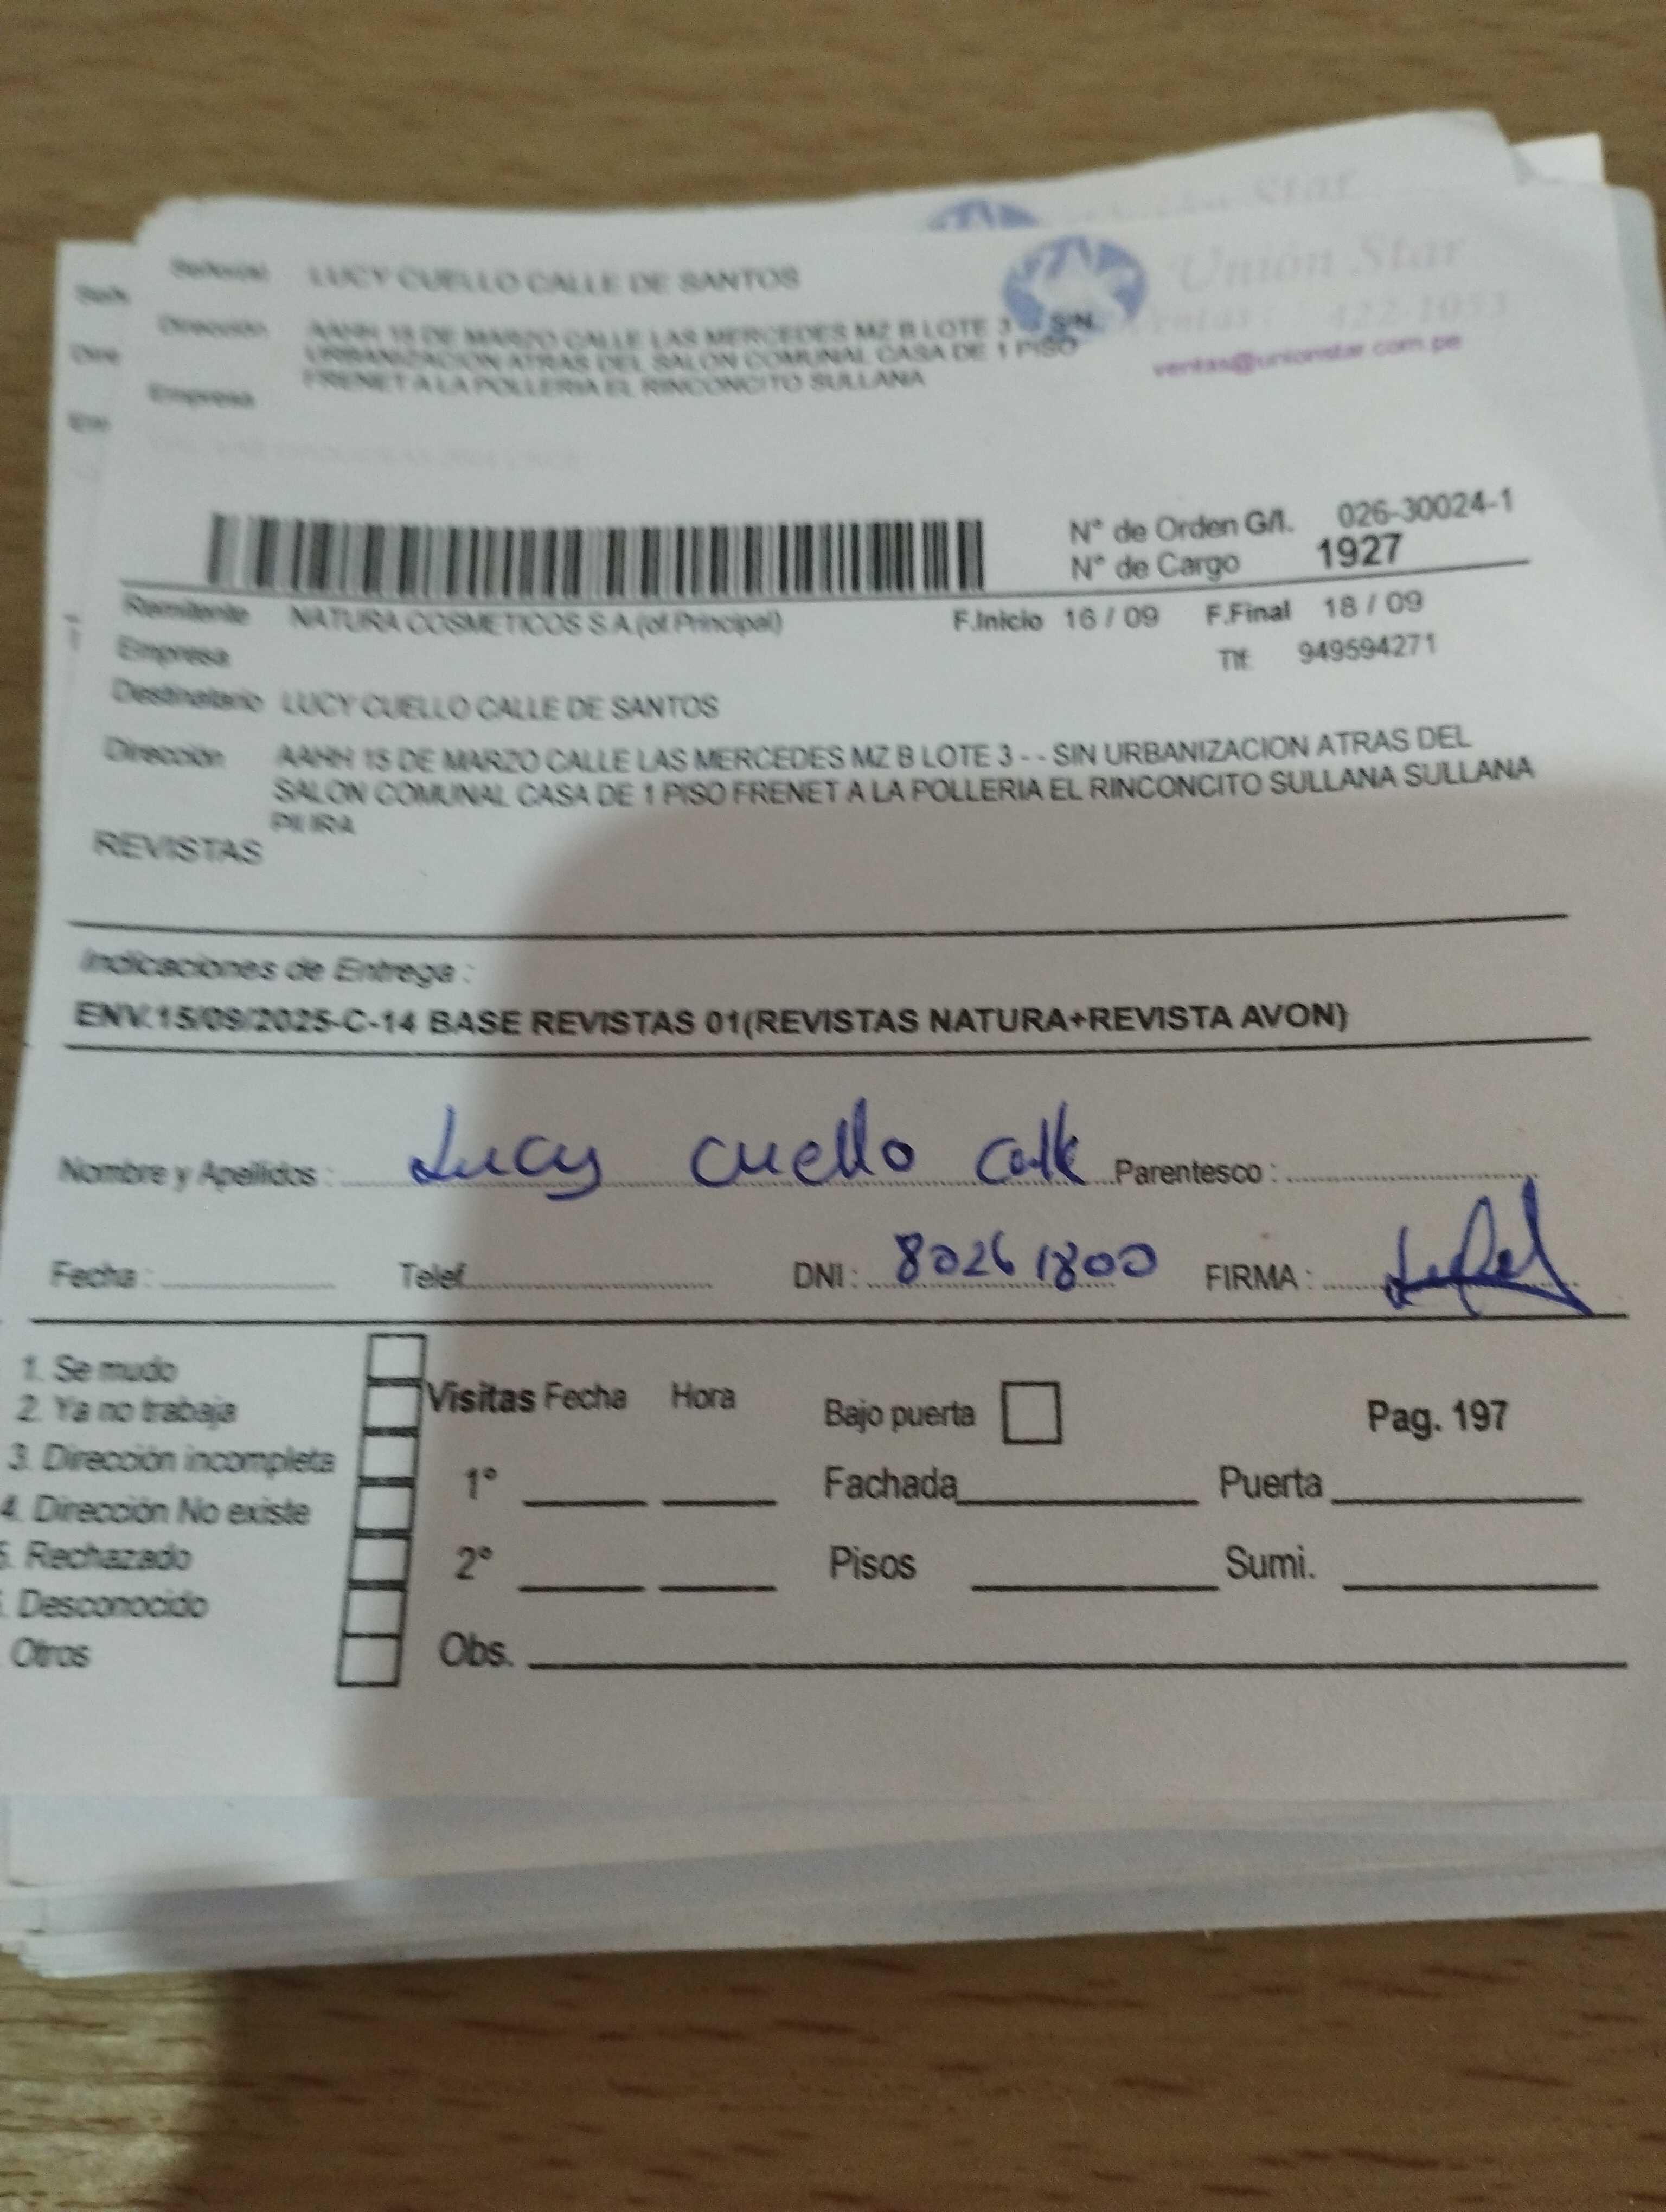 Señor(a) LUCY CUELLO CALLE DE SANTOS
Unión Star
Dirección AAHH 15 DE MARZO CALLE LAS MERCEDES MZ B LOTE 3 - - SIN
URBANIZACION ATRAS DEL SALON COMUNAL CASA DE 1 PISO
FRENET A LA POLLERIA EL RINCONCITO SULLANA
Ventas: 422-1053
ventas@unionstar.com.pe
Empresa
N° de Orden G/I. 026-30024-1
N° de Cargo 1927
Remitente NATURA COSMETICOS S.A (of.Principal) F.Inicio 16 / 09 F.Final 18 / 09
Empresa Tlf: 949594271
Destinatario LUCY CUELLO CALLE DE SANTOS
Dirección AAHH 15 DE MARZO CALLE LAS MERCEDES MZ B LOTE 3 - - SIN URBANIZACION ATRAS DEL
SALON COMUNAL CASA DE 1 PISO FRENET A LA POLLERIA EL RINCONCITO SULLANA SULLANA
PIURA
REVISTAS
Indicaciones de Entrega :
ENV.15/09/2025-C-14 BASE REVISTAS 01(REVISTAS NATURA+REVISTA AVON)
Nombre y Apellidos : Lucy Cuello Calle Parentesco :
Fecha : Telef. DNI : 80261800 FIRMA :
1. Se mudo
2. Ya no trabaja
3. Dirección incompleta
4. Dirección No existe
5. Rechazado
. Desconocido
Otros
Visitas Fecha Hora Bajo puerta Pag. 197
1° Fachada Puerta
2° Pisos Sumi.
Obs.